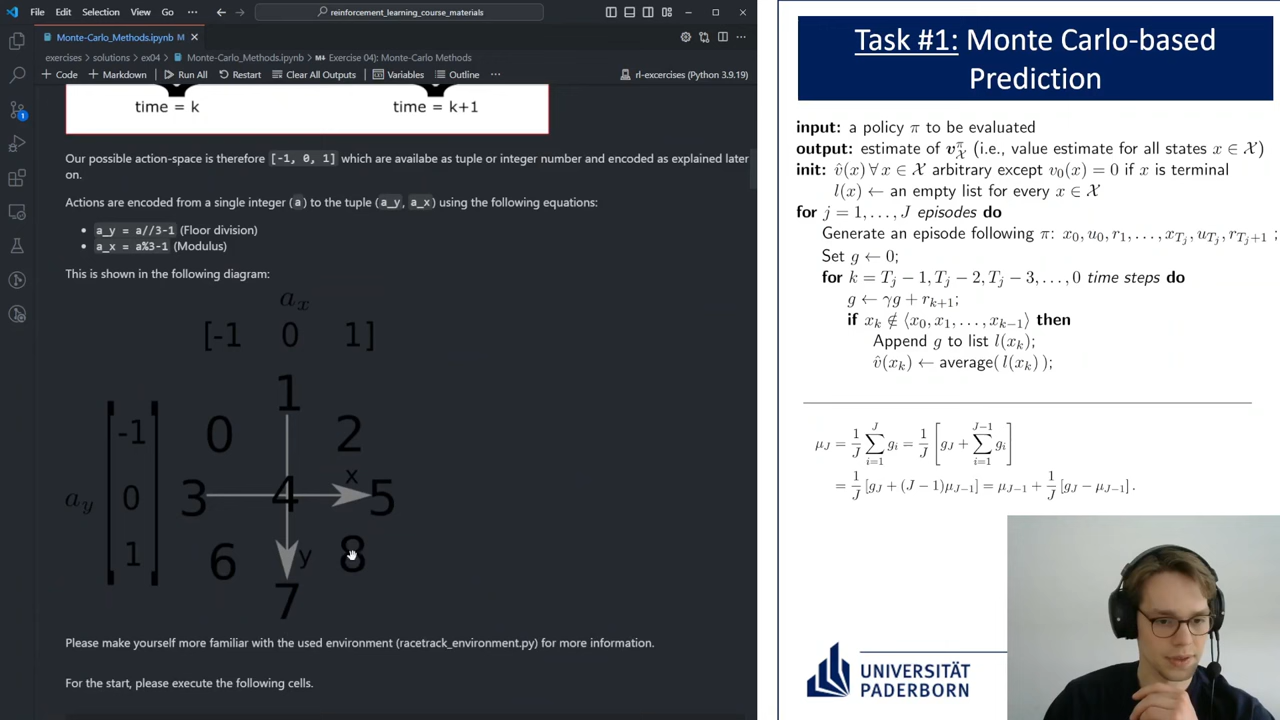 File Edit Selection View Go
reinforcement_learning_course_materials
Monte-Carlo_Methods.ipynb M
exercises > solutions > ex04 > Monte-Carlo_Methods.ipynb > Exercise 04): Monte-Carlo Methods
+ Code + Markdown Run All Restart Clear All Outputs Variables Outline ... rl-excercises (Python 3.9.19)
time = k time = k+1
Our possible action-space is therefore [-1, 0, 1] which are availabe as tuple or integer number and encoded as explained later
on.
Actions are encoded from a single integer (a) to the tuple (a_y, a_x) using the following equations:
• a_y = a//3-1 (Floor division)
• a_x = a%3-1 (Modulus)
This is shown in the following diagram:
a_x
[-1 0 1]
1
-1 0 2
x
a_y 0 3 4 5
1 6 y 8
7
Please make yourself more familiar with the used environment (racetrack_environment.py) for more information.
For the start, please execute the following cells.
Task #1: Monte Carlo-based
Prediction
input: a policy π to be evaluated
output: estimate of v^π_X (i.e., value estimate for all states x ∈ X)
init: v̂(x) ∀ x ∈ X arbitrary except v_0(x) = 0 if x is terminal
l(x) ← an empty list for every x ∈ X
for j = 1, . . . , J episodes do
Generate an episode following π: x_0, u_0, r_1, . . . , x_{T_j}, u_{T_j}, r_{T_j+1} ;
Set g ← 0;
for k = T_j − 1, T_j − 2, T_j − 3, . . . , 0 time steps do
g ← γg + r_{k+1};
if x_k ∉ ⟨x_0, x_1, . . . , x_{k−1}⟩ then
Append g to list l(x_k);
v̂(x_k) ← average( l(x_k) );
μ_J = 1/J ∑_{i=1}^{J} g_i = 1/J [g_J + ∑_{i=1}^{J−1} g_i]
= 1/J [g_J + (J − 1)μ_{J−1}] = μ_{J−1} + 1/J [g_J − μ_{J−1}] .
UNIVERSITÄT
PADERBORN